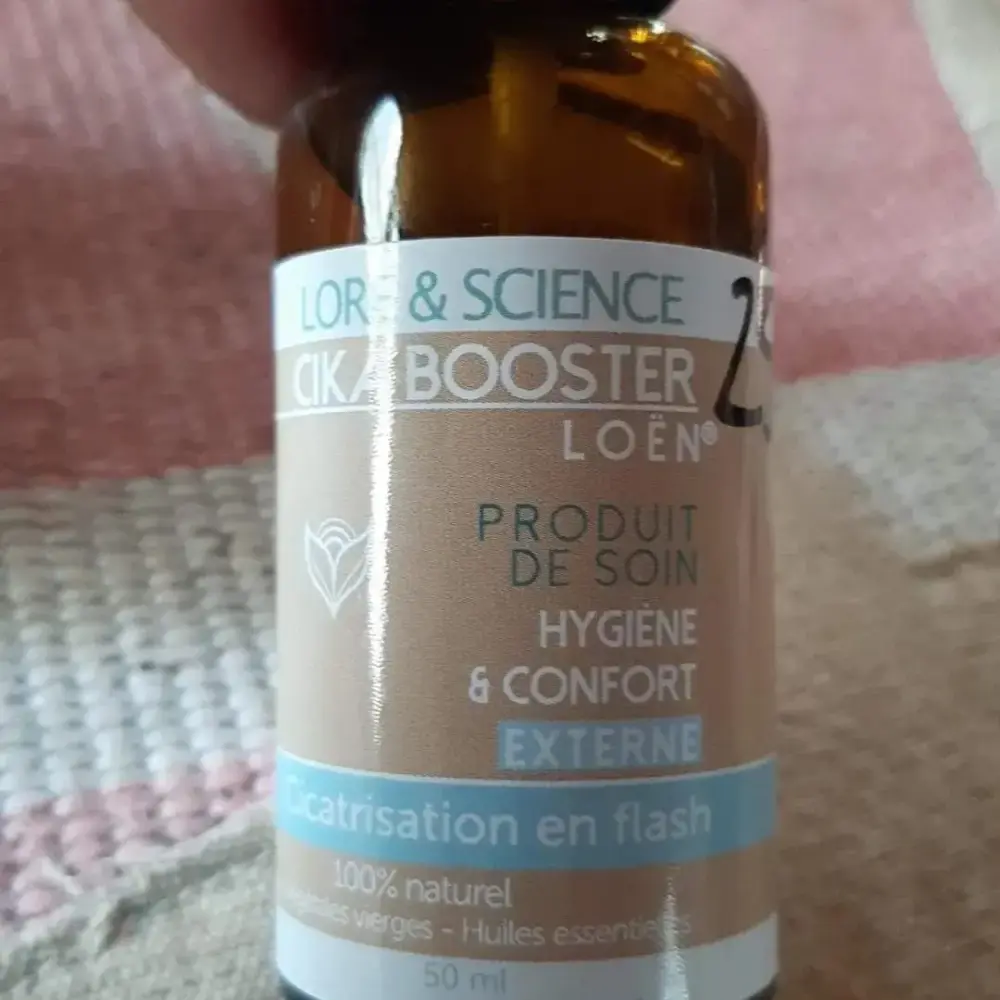 & SCIENCE
CIKA BOOSTER
LOËN®
PRODUIT
DE SOIN
HYGIÈNE
& CONFORT
EXTERNE
Cicatrisation en flash
100% naturel
vierges - Huiles essentielles
50 ml